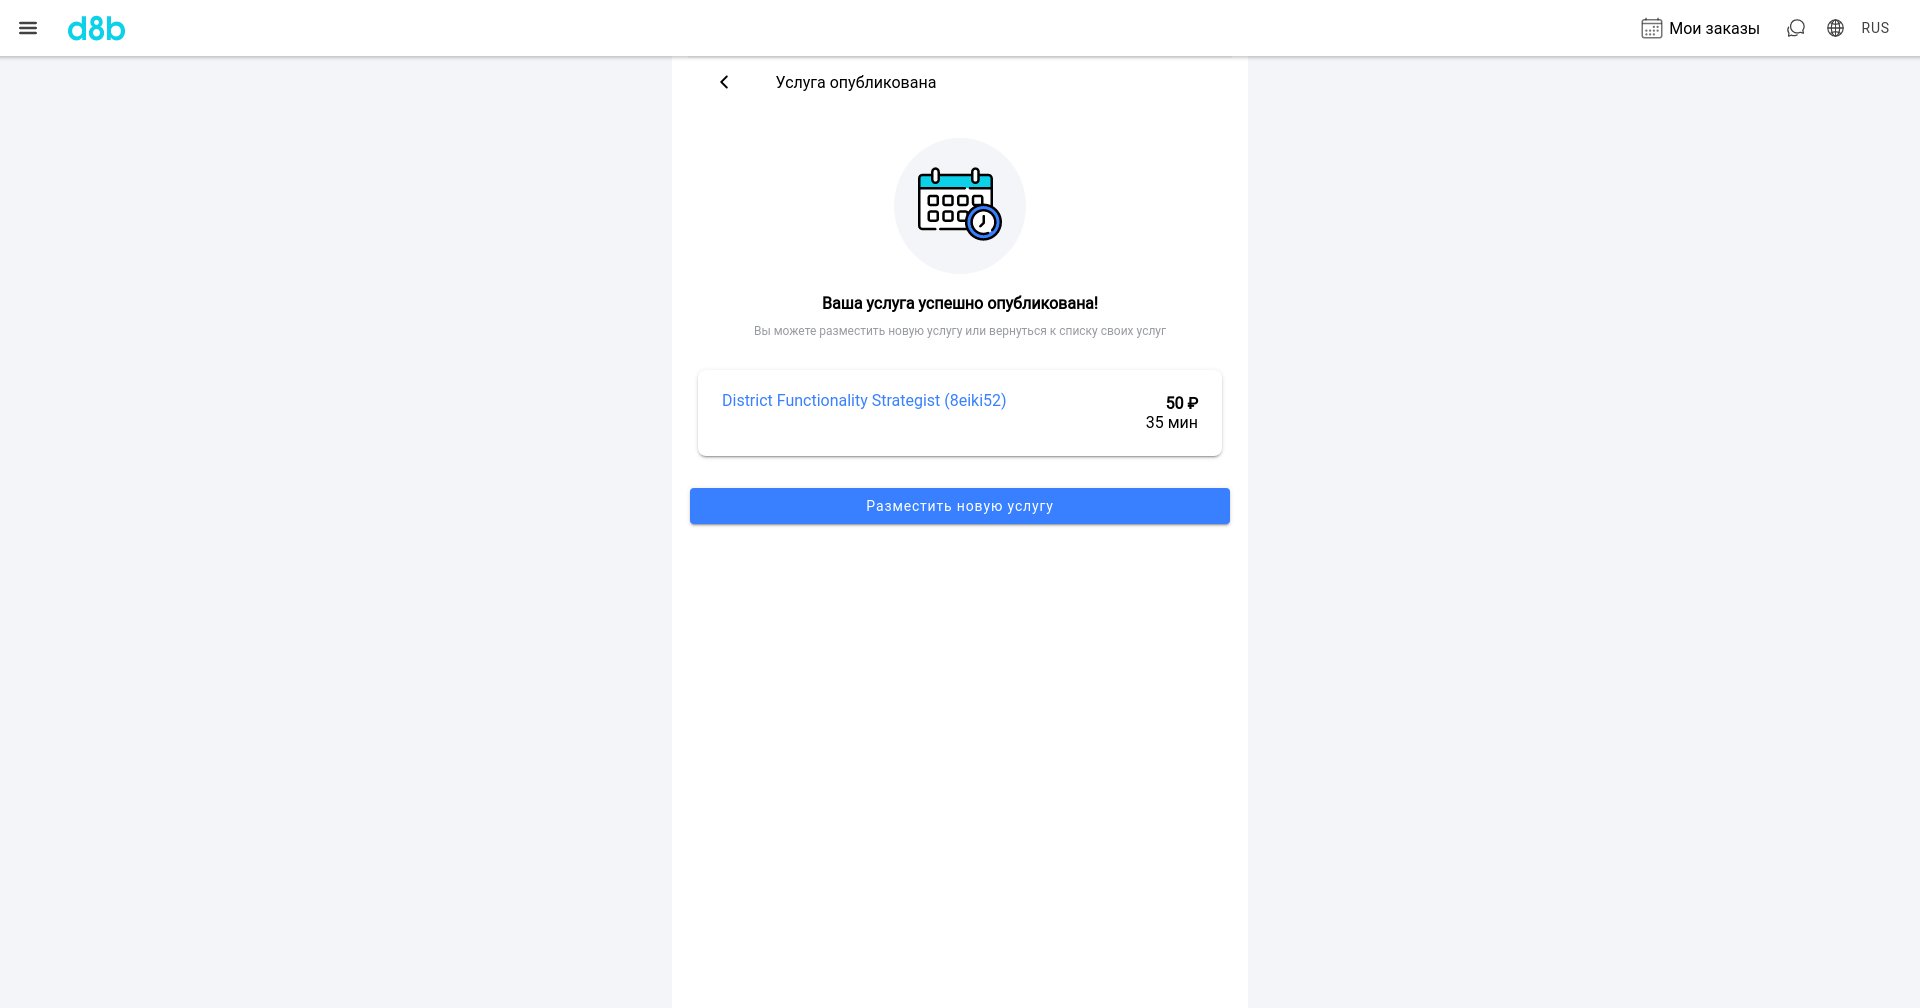 d8b
Мои заказы
RUS
Услуга опубликована
Ваша услуга успешно опубликована!
Вы можете разместить новую услугу или вернуться к списку своих услуг
District Functionality Strategist (8eiki52)
50 ₽
35 мин
Разместить новую услугу